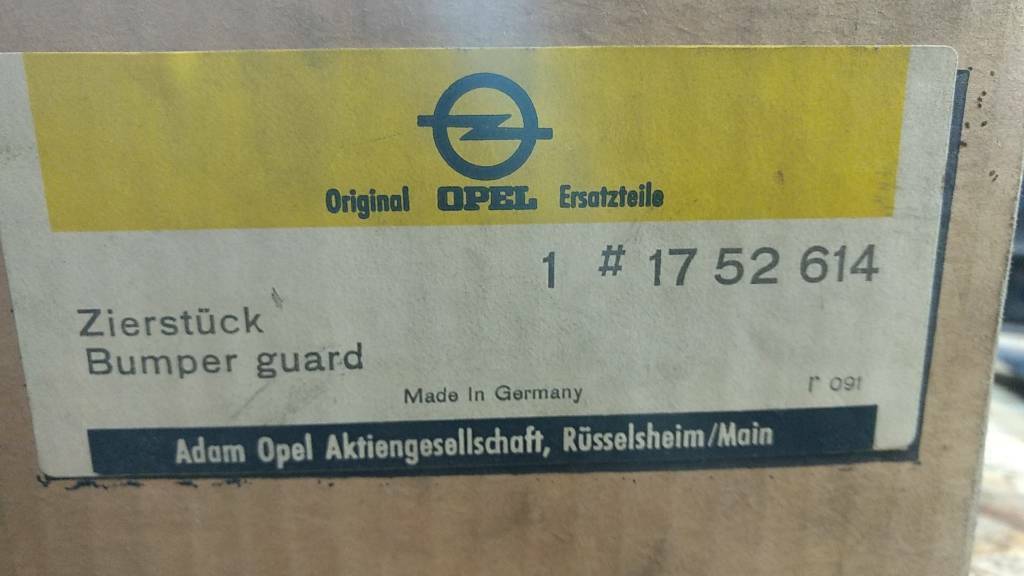 Original OPEL Ersatzteile
1 # 17 52 614
Zierstück
Bumper guard
Made In Germany
r 091
Adam Opel Aktiengesellschaft, Rüsselsheim/Main